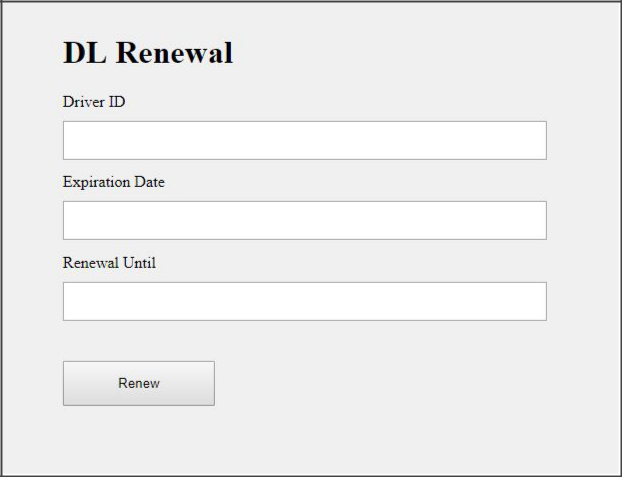 DL Renewal
Driver ID
Expiration Date
Renewal Until
Renew